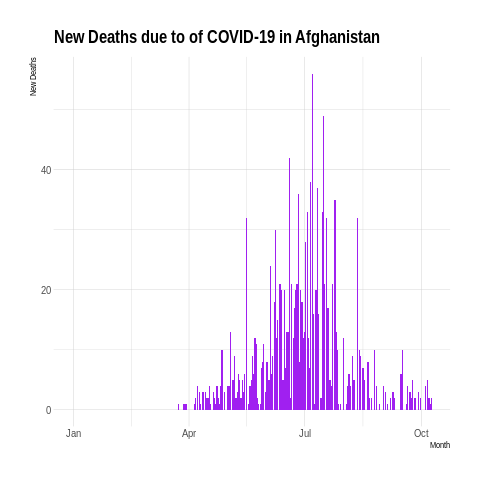 New Deaths due to of COVID-19 in Afghanistan
New Deaths
40
20
0
Jan Apr Jul Oct
Month